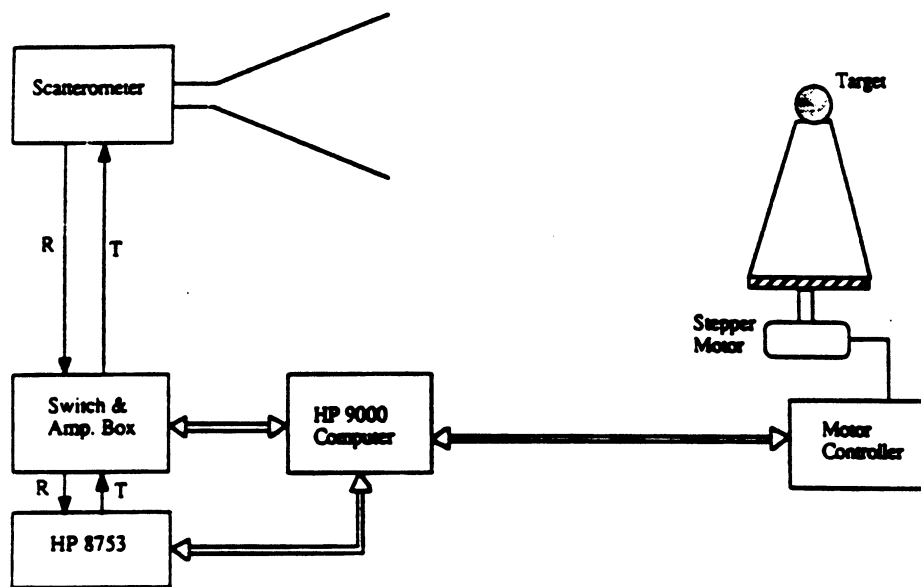 Scatterometer
Target
R
T
Stepper
Motor
Switch &
Amp. Box
HP 9000
Computer
Motor
Controller
R
T
HP 8753